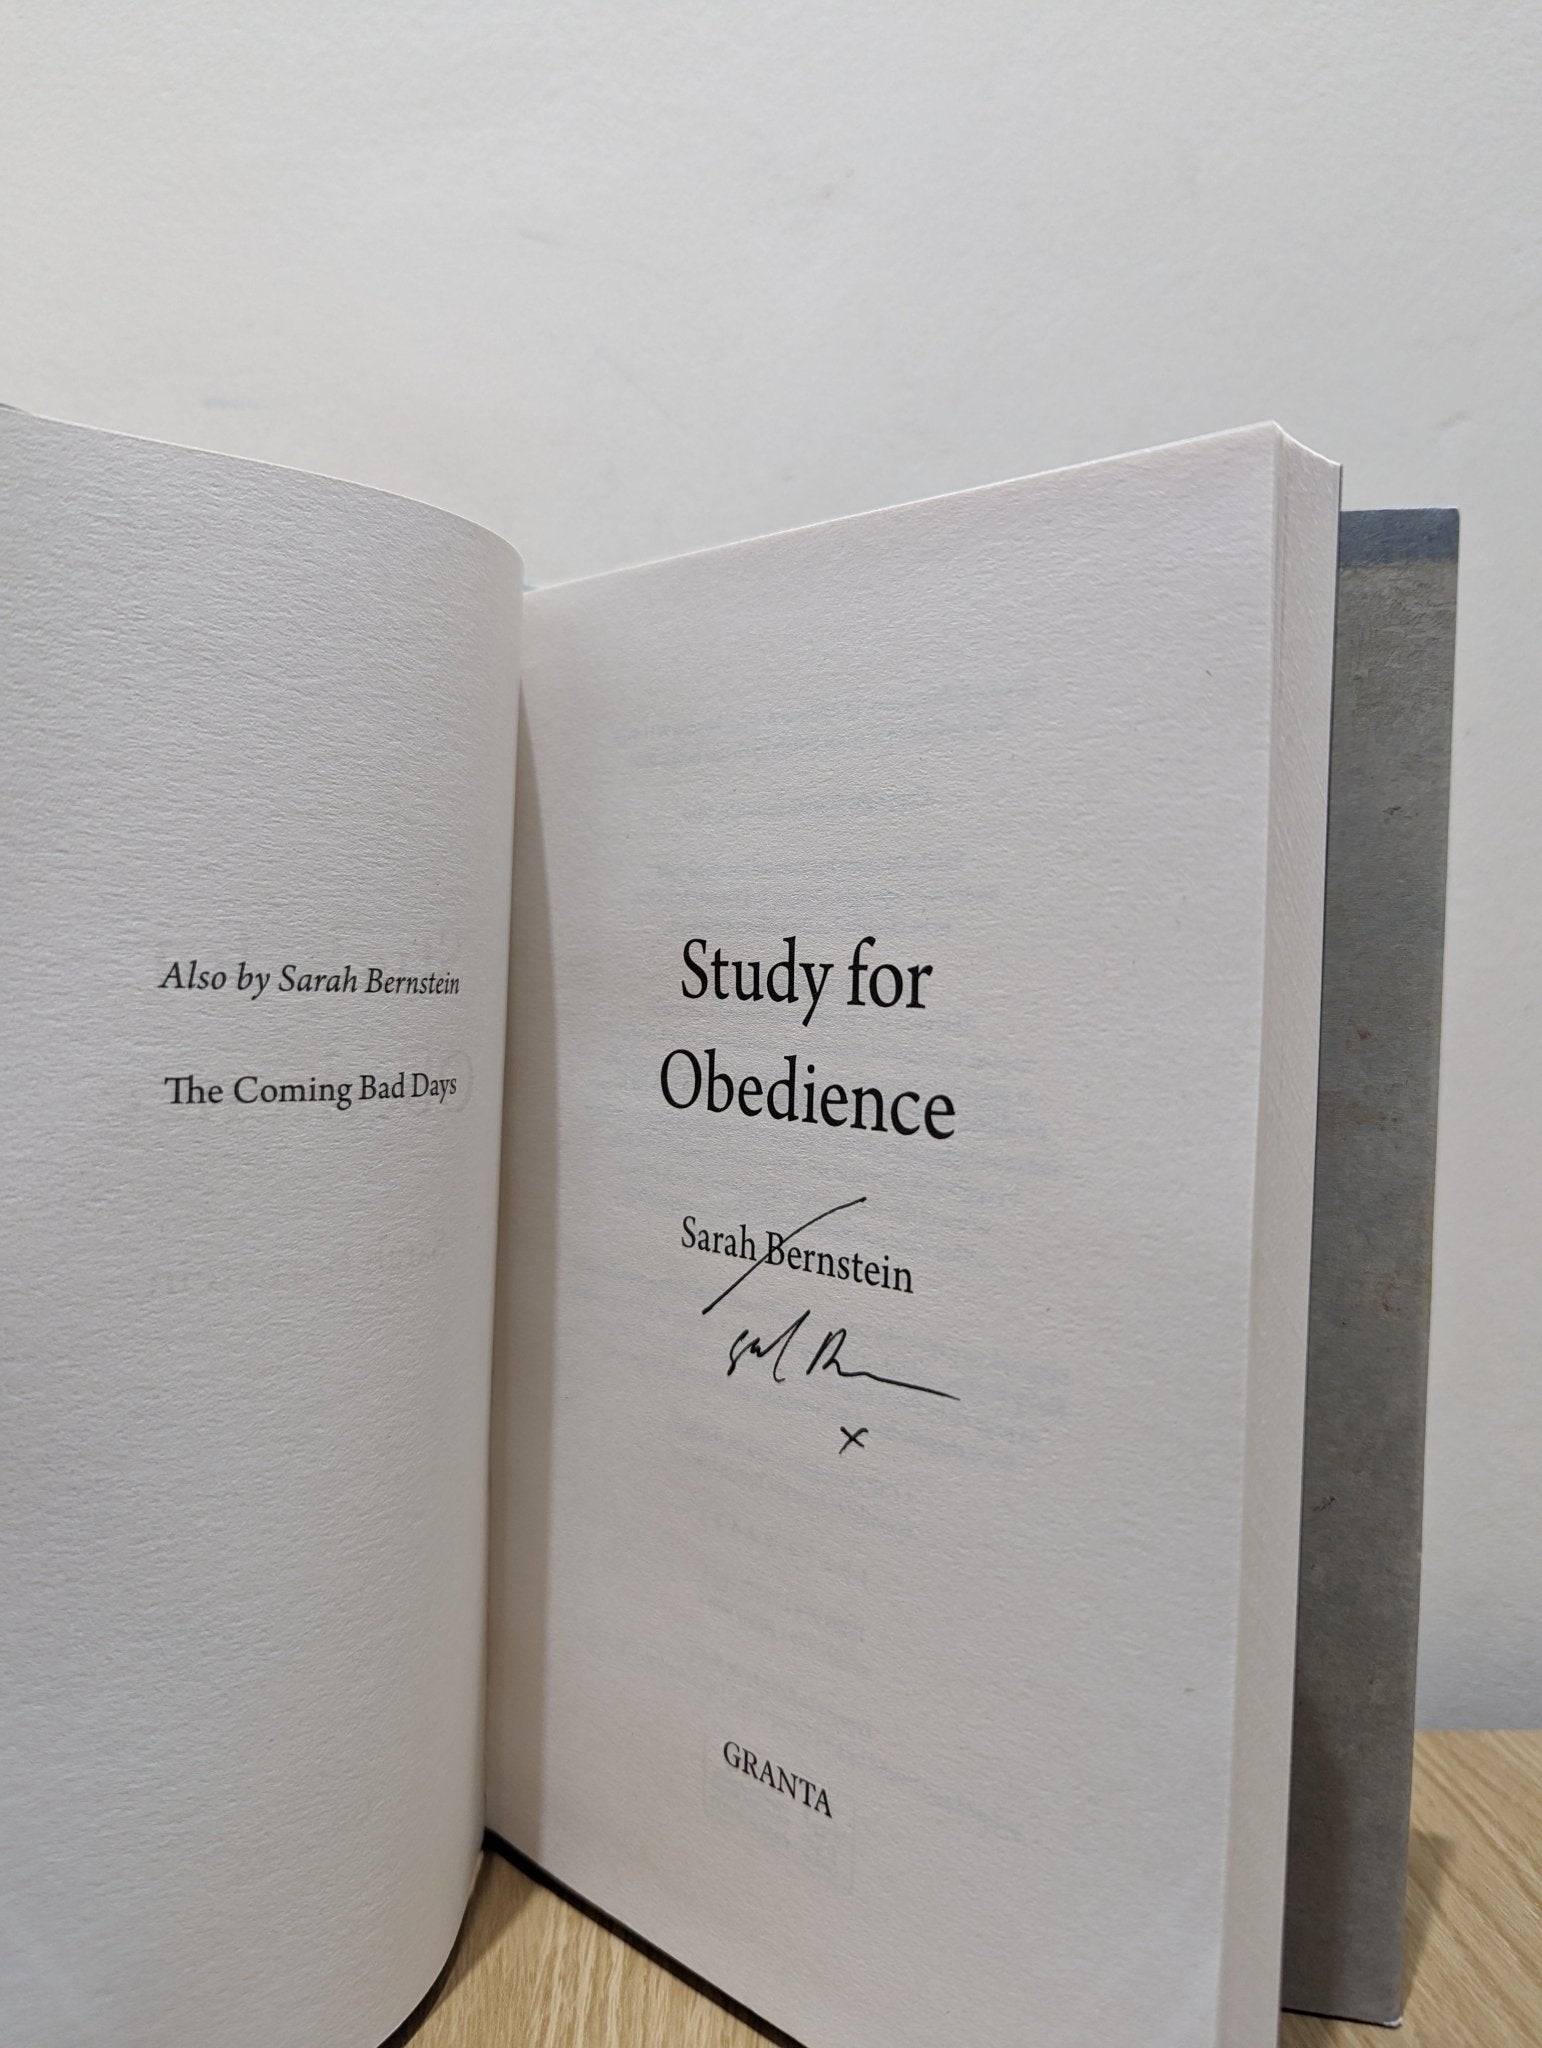 Also by Sarah Bernstein
The Coming Bad Days
Study for
Obedience
Sarah Bernstein
x
GRANTA